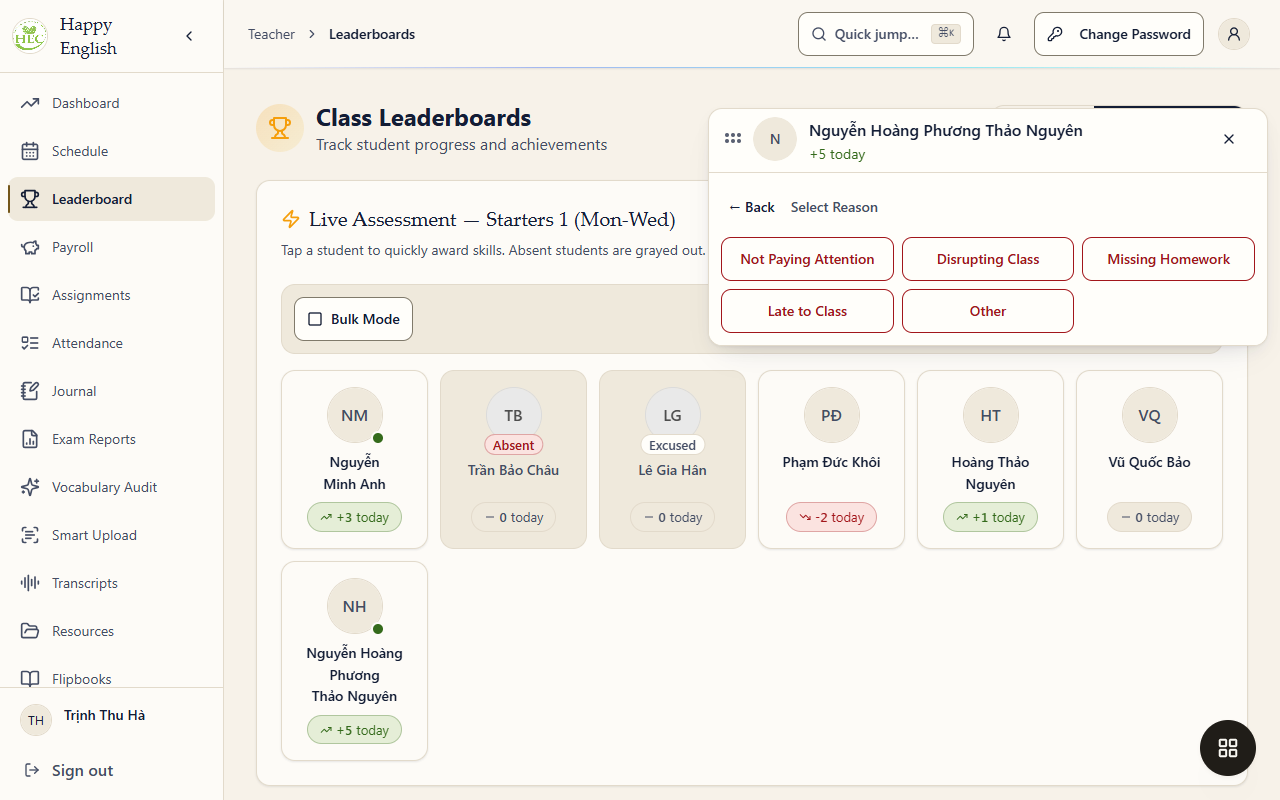 HEC
Happy
English
Dashboard
Schedule
Leaderboard
Payroll
Assignments
Attendance
Journal
Exam Reports
Vocabulary Audit
Smart Upload
Transcripts
Resources
Flipbooks
TH
Trịnh Thu Hà
Sign out
Teacher
Leaderboards
Quick jump...
⌘K
Change Password
Class Leaderboards
Track student progress and achievements
N
Nguyễn Hoàng Phương Thảo Nguyên
+5 today
← Back
Select Reason
Not Paying Attention
Disrupting Class
Missing Homework
Late to Class
Other
Live Assessment — Starters 1 (Mon-Wed)
Tap a student to quickly award skills. Absent students are grayed out.
Bulk Mode
NM
Nguyễn
Minh Anh
+3 today
TB
Absent
Trần Bảo Châu
0 today
LG
Excused
Lê Gia Hân
0 today
PĐ
Phạm Đức Khôi
-2 today
HT
Hoàng Thảo
Nguyên
+1 today
VQ
Vũ Quốc Bảo
0 today
NH
Nguyễn Hoàng
Phương
Thảo Nguyên
+5 today